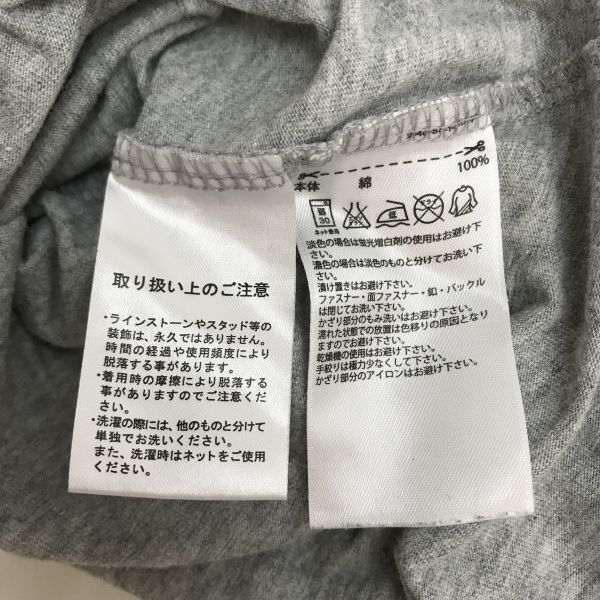 取り扱い上のご注意
・ラインストーンやスタッド等の
装飾は、永久ではありません。
時間の経過や使用頻度により
脱落する事があります。
・着用時の摩擦により脱落する
事がありますのでご注意くだ
さい。
・洗濯の際には、他のものと分けて
単独でお洗いください。
また、洗濯時はネットをご使用
ください。
本体 綿 100%
30
ネット使用
淡色の場合は蛍光増白剤の使用はお避け下
さい。
濃色の場合は淡色のものと分けてお洗い下
さい。
漬け置きはお避け下さい。
ファスナー・面ファスナー・釦・バックル
は閉じてお洗い下さい。
かざり部分のもみ洗いはお避け下さい。
濡れた状態での放置は色移りの原因となり
ますのでお避け下さい。
乾燥機の使用はお避け下さい。
手絞りは極力少なくして下さい。
かざり部分のアイロンはお避け下さい。